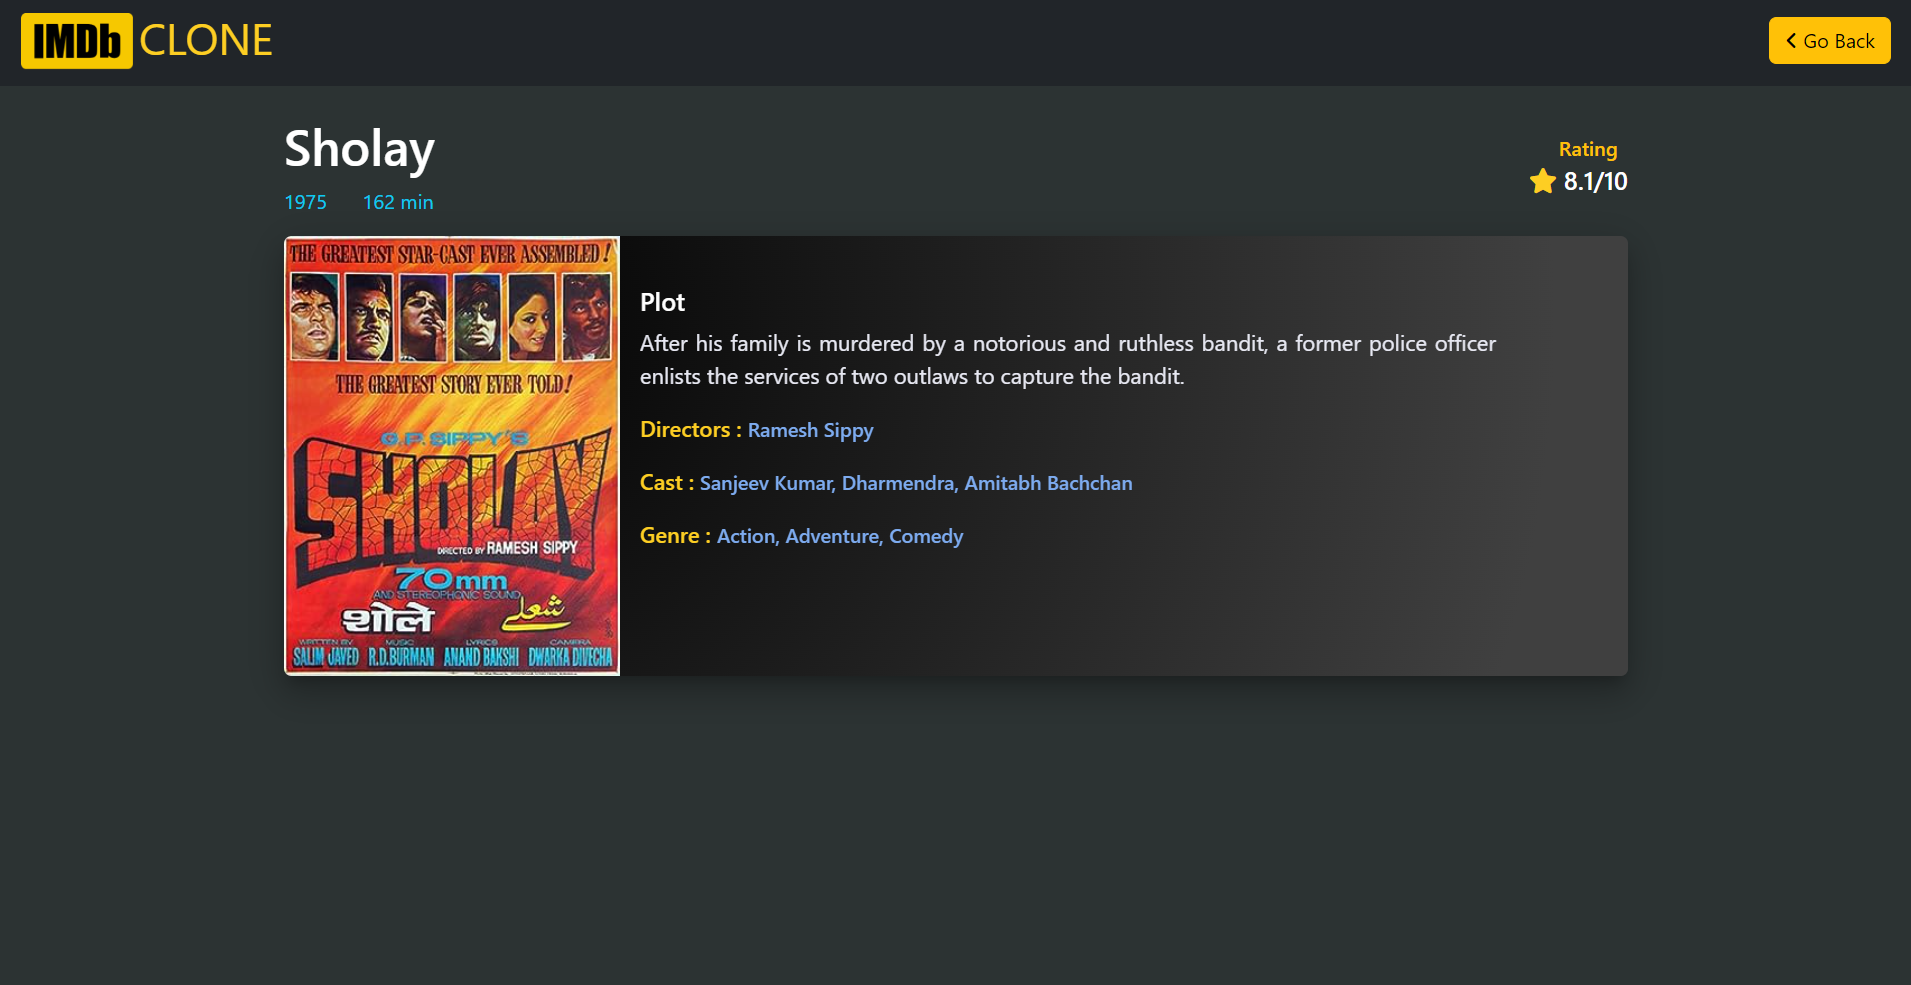 IMDb CLONE
Go Back
Sholay
Rating
8.1/10
1975 162 min
THE GREATEST STAR-CAST EVER ASSEMBLED!
THE GREATEST STORY EVER TOLD!
G.P. SIPPY'S
SHOLAY
DIRECTED BY RAMESH SIPPY
70mm
AND STEREOPHONIC SOUND
शोले شعلے
WRITTEN BY MUSIC LYRICS CAMERA
SALIM JAVED R.D.BURMAN ANAND BAKSHI DWARKA DIVECHA
Plot
After his family is murdered by a notorious and ruthless bandit, a former police officer
enlists the services of two outlaws to capture the bandit.
Directors : Ramesh Sippy
Cast : Sanjeev Kumar, Dharmendra, Amitabh Bachchan
Genre : Action, Adventure, Comedy